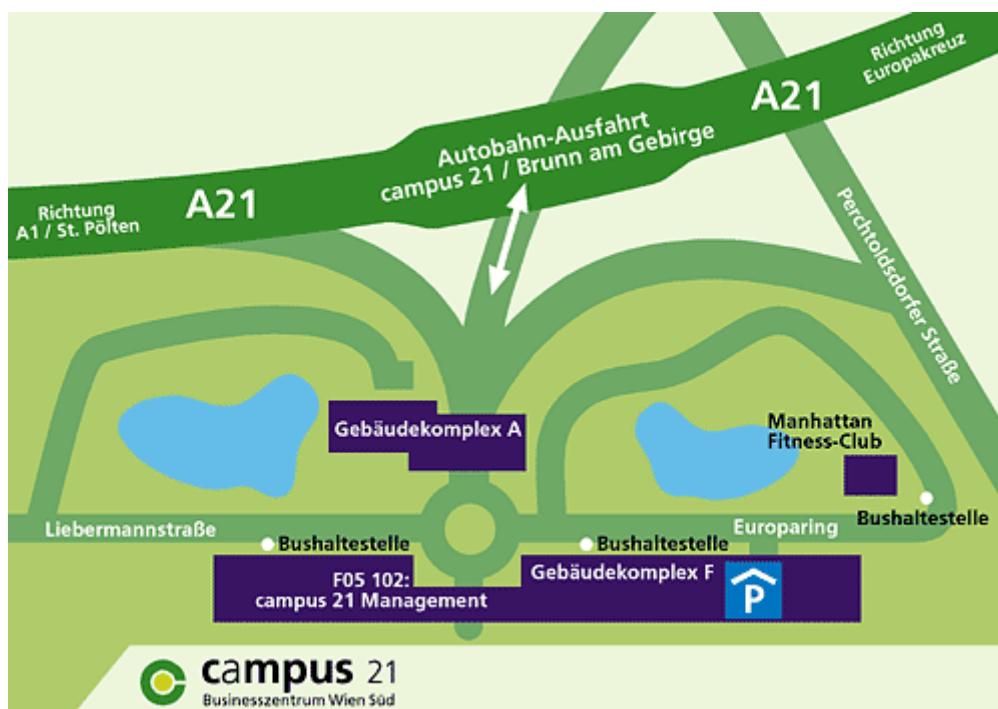 Richtung
Europakreuz
A21
Autobahn-Ausfahrt
campus 21 / Brunn am Gebirge
A21
Richtung
A1 / St. Pölten
Perchtoldsdorfer Straße
Gebäudekomplex A
Manhattan
Fitness-Club
Bushaltestelle
Liebermannstraße
Europaring
Bushaltestelle
Bushaltestelle
F05 102:
campus 21 Management
Gebäudekomplex F
P
campus 21
Businesszentrum Wien Süd